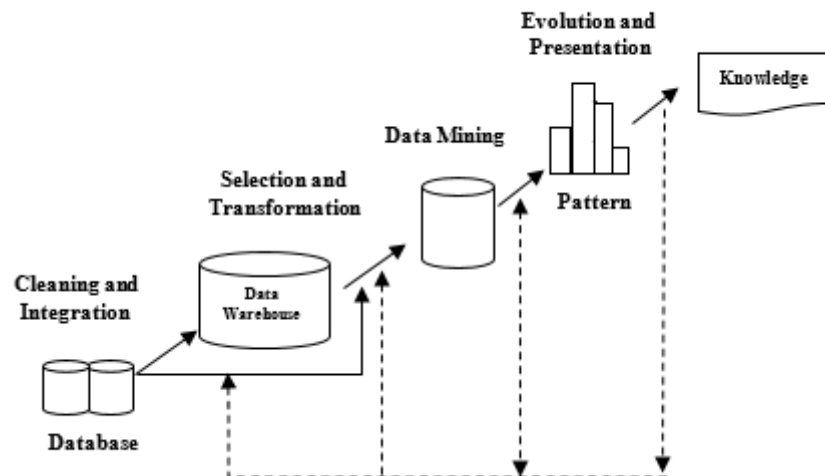 Evolution and
Presentation
Knowledge
Data Mining
Selection and
Transformation
Pattern
Cleaning and
Integration
Data
Warehouse
Database